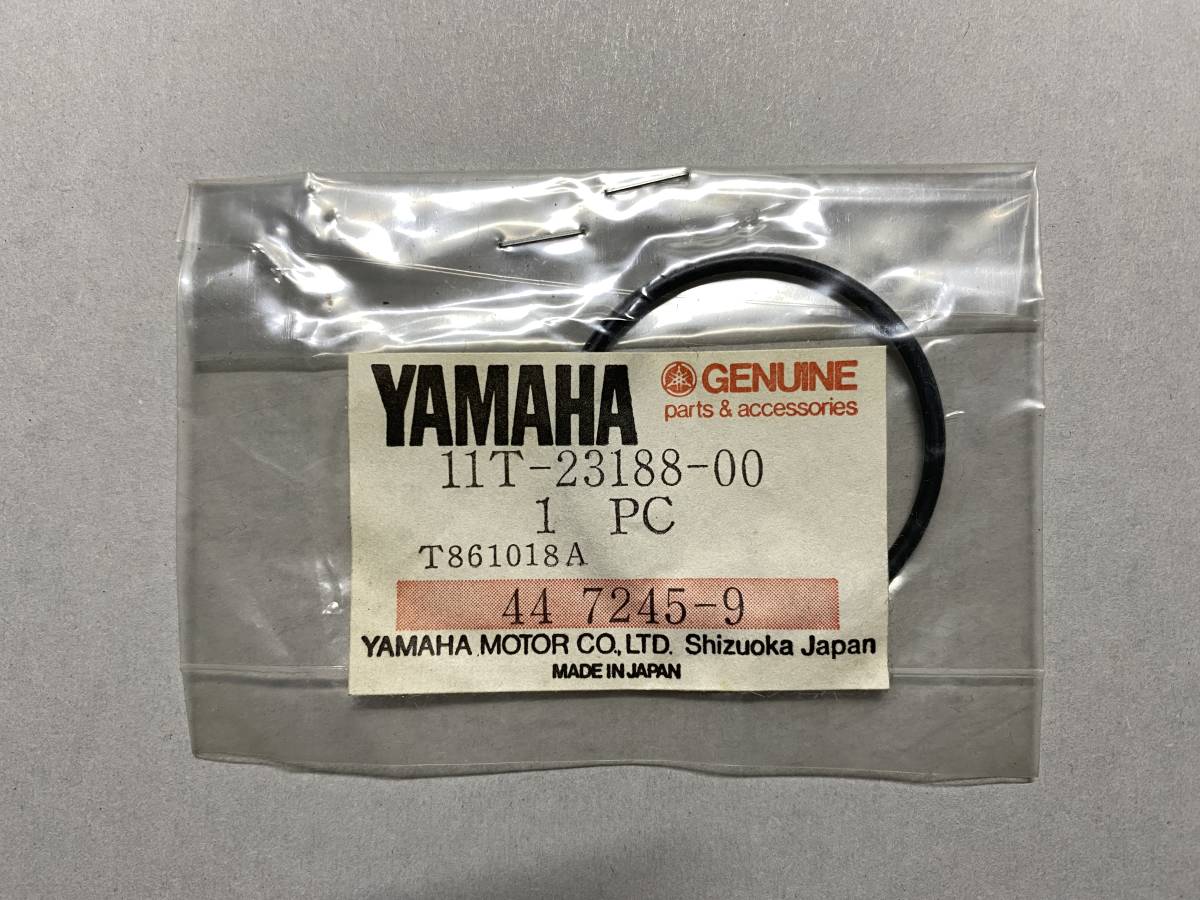 YAMAHA GENUINE
parts & accessories
11T-23188-00
1 PC
T861018A
44 7245-9
YAMAHA MOTOR CO., LTD. Shizuoka Japan
MADE IN JAPAN